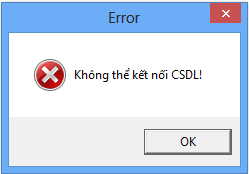 Error
Không thể kết nối CSDL!
OK